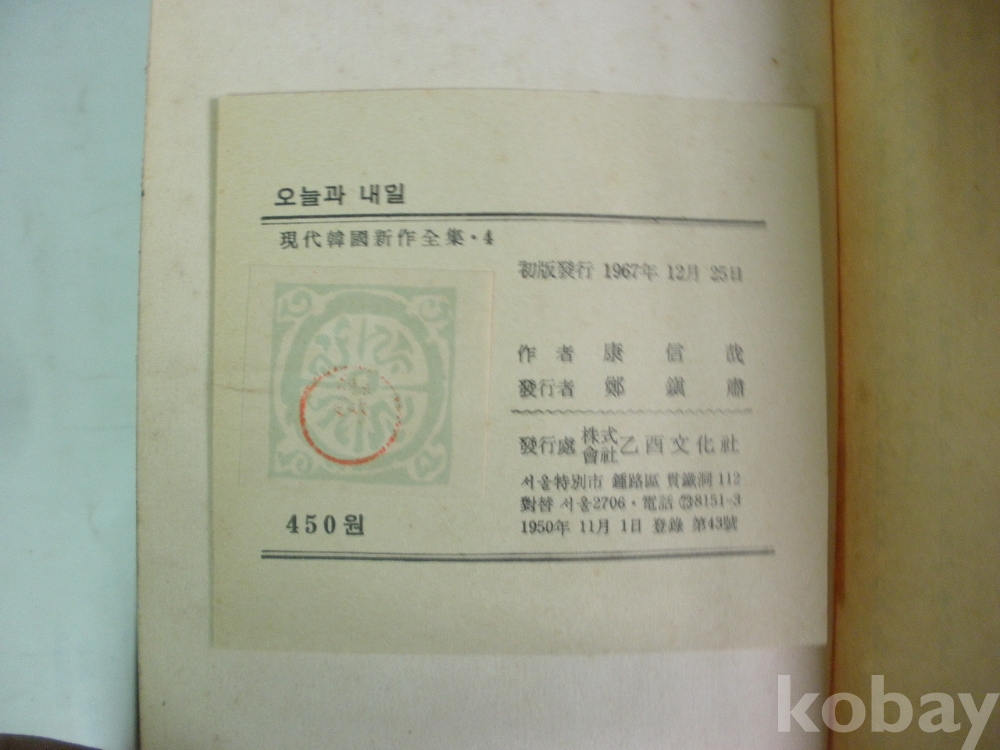 오늘과 내일
現代韓國新作全集・4
初版發行 1967年 12月 25日
作者 康信哉
發行者 鄭鎭肅
發行處 株式會社 乙酉文化社
서울特別市 鍾路區 貫鐵洞 112
對替 서울2706・電話 ㉓8151-3
1950年 11月 1日 登錄 第43號
450원
kobay